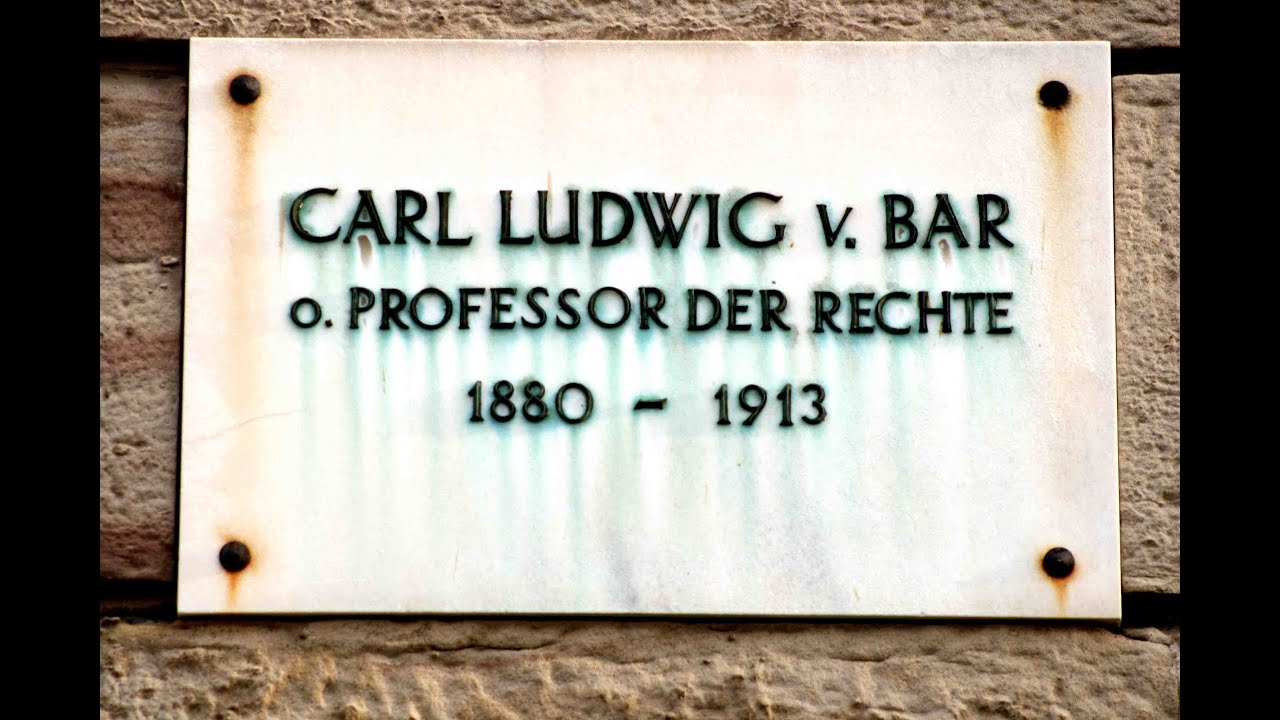 CARL LUDWIG v. BAR
o. PROFESSOR DER RECHTE
1880 – 1913